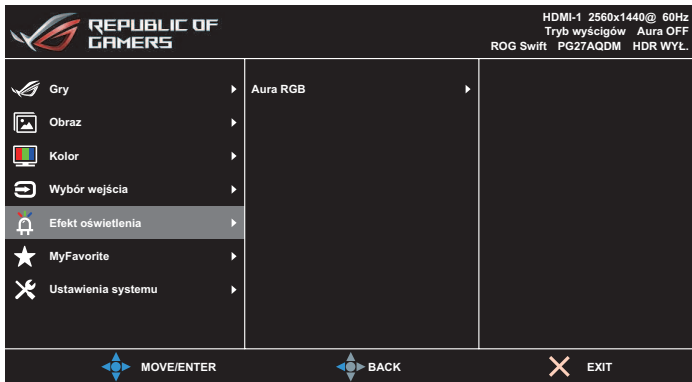 REPUBLIC OF
GAMERS
HDMI-1 2560x1440@ 60Hz
Tryb wyścigów Aura OFF
ROG Swift PG27AQDM HDR WYŁ.
Gry
Aura RGB
Obraz
Kolor
Wybór wejścia
Efekt oświetlenia
MyFavorite
Ustawienia systemu
MOVE/ENTER
BACK
EXIT